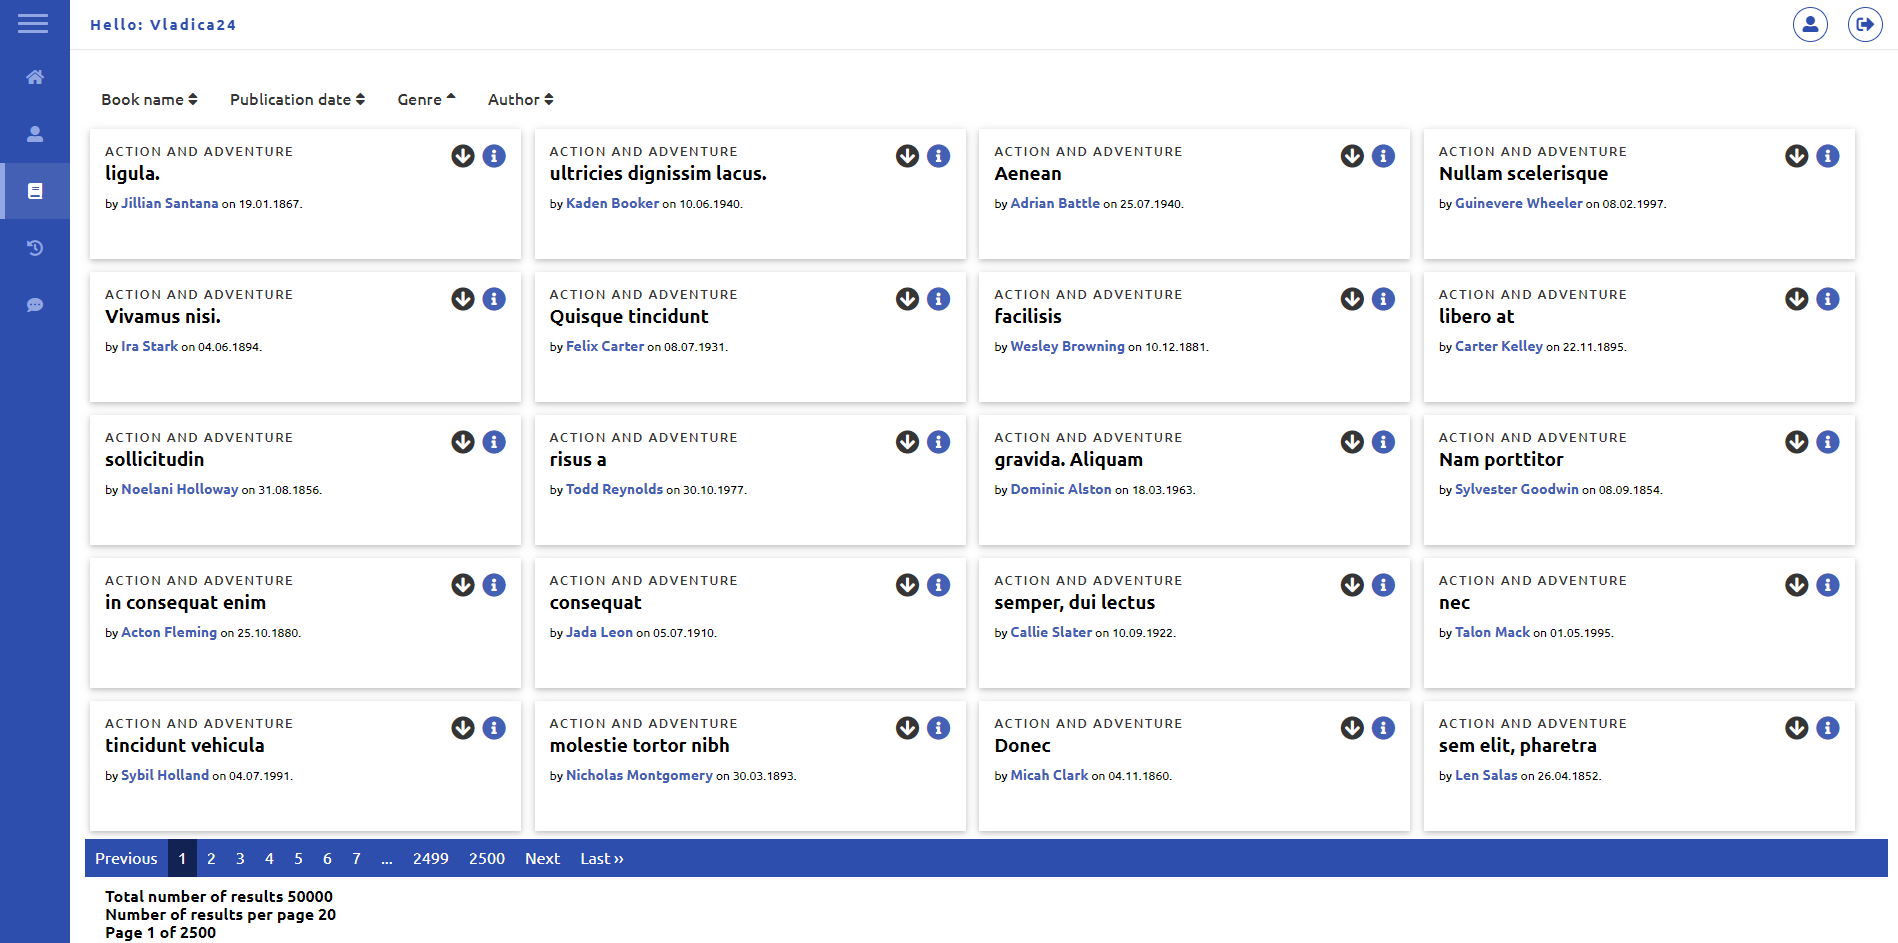 Hello: Vladica24
Book name Publication date Genre Author
ACTION AND ADVENTURE
ligula.
by Jillian Santana on 19.01.1867.
ACTION AND ADVENTURE
ultricies dignissim lacus.
by Kaden Booker on 10.06.1940.
ACTION AND ADVENTURE
Aenean
by Adrian Battle on 25.07.1940.
ACTION AND ADVENTURE
Nullam scelerisque
by Guinevere Wheeler on 08.02.1997.
ACTION AND ADVENTURE
Vivamus nisi.
by Ira Stark on 04.06.1894.
ACTION AND ADVENTURE
Quisque tincidunt
by Felix Carter on 08.07.1931.
ACTION AND ADVENTURE
facilisis
by Wesley Browning on 10.12.1881.
ACTION AND ADVENTURE
libero at
by Carter Kelley on 22.11.1895.
ACTION AND ADVENTURE
sollicitudin
by Noelani Holloway on 31.08.1856.
ACTION AND ADVENTURE
risus a
by Todd Reynolds on 30.10.1977.
ACTION AND ADVENTURE
gravida. Aliquam
by Dominic Alston on 18.03.1963.
ACTION AND ADVENTURE
Nam porttitor
by Sylvester Goodwin on 08.09.1854.
ACTION AND ADVENTURE
in consequat enim
by Acton Fleming on 25.10.1880.
ACTION AND ADVENTURE
consequat
by Jada Leon on 05.07.1910.
ACTION AND ADVENTURE
semper, dui lectus
by Callie Slater on 10.09.1922.
ACTION AND ADVENTURE
nec
by Talon Mack on 01.05.1995.
ACTION AND ADVENTURE
tincidunt vehicula
by Sybil Holland on 04.07.1991.
ACTION AND ADVENTURE
molestie tortor nibh
by Nicholas Montgomery on 30.03.1893.
ACTION AND ADVENTURE
Donec
by Micah Clark on 04.11.1860.
ACTION AND ADVENTURE
sem elit, pharetra
by Len Salas on 26.04.1852.
Previous 1 2 3 4 5 6 7 ... 2499 2500 Next Last ››
Total number of results 50000
Number of results per page 20
Page 1 of 2500